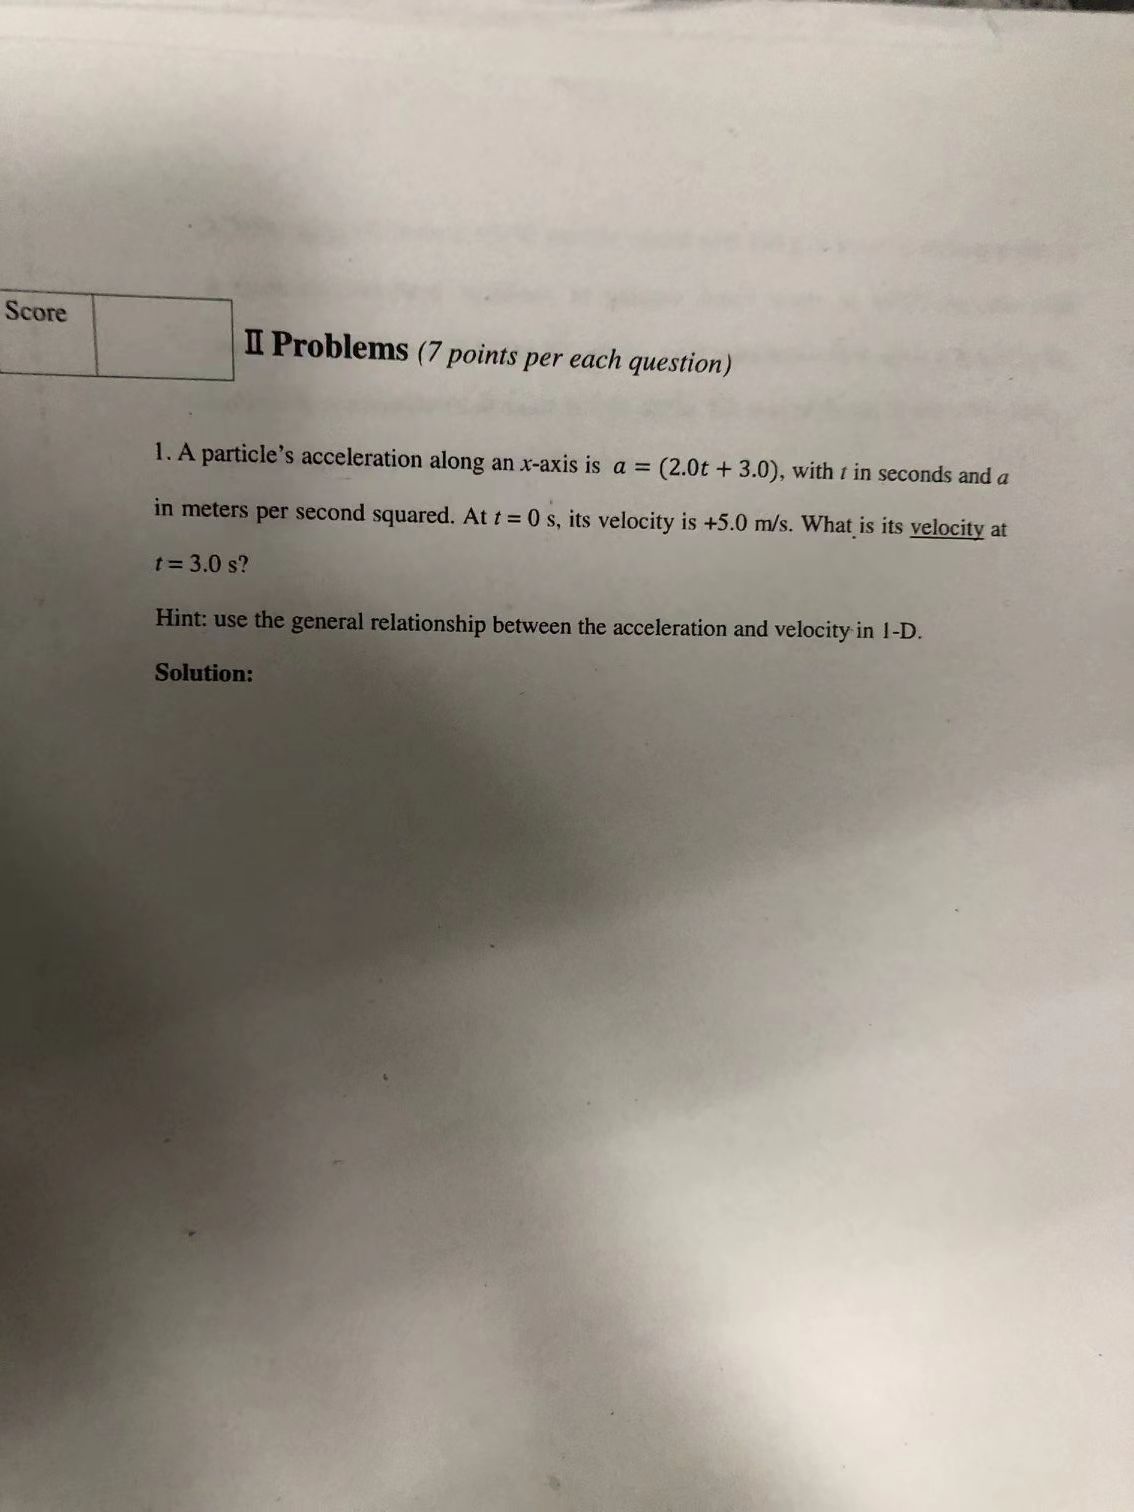 Score
II Problems (7 points per each question)
1. A particle's acceleration along an x-axis is a = (2.0t + 3.0), with t in seconds and a
in meters per second squared. At t = 0 s, its velocity is +5.0 m/s. What is its velocity at
t = 3.0 s?
Hint: use the general relationship between the acceleration and velocity in 1-D.
Solution: